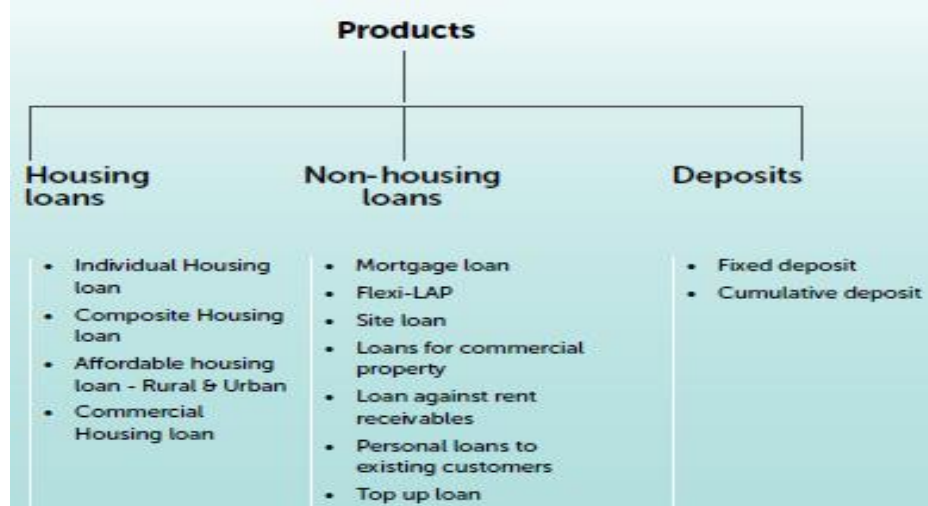 Products
Housing
loans
Non-housing
loans
Deposits
• Individual Housing
loan
• Composite Housing
loan
• Affordable housing
loan - Rural & Urban
• Commercial
Housing loan
• Mortgage loan
• Flexi-LAP
• Site loan
• Loans for commercial
property
• Loan against rent
receivables
• Personal loans to
existing customers
• Top up loan
• Fixed deposit
• Cumulative deposit